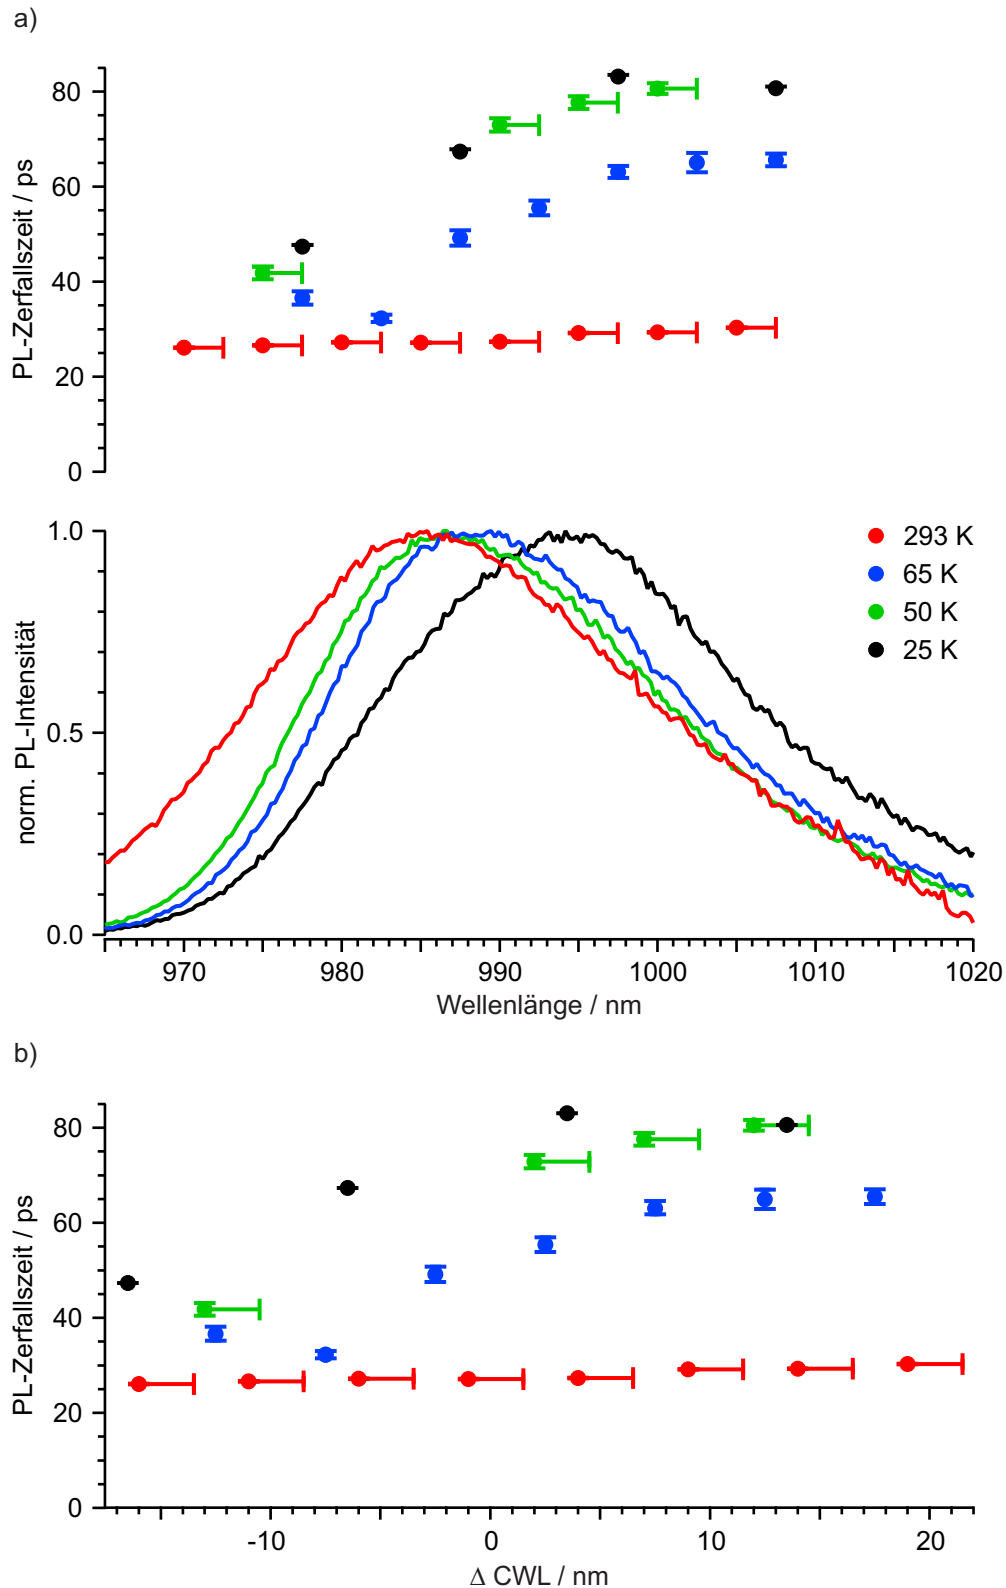 a)
PL-Zerfallszeit / ps
80
60
40
20
0
norm. PL-Intensität
1.0
0.5
0.0
293 K
65 K
50 K
25 K
970 980 990 1000 1010 1020
Wellenlänge / nm
b)
PL-Zerfallszeit / ps
80
60
40
20
0
-10 0 10 20
Δ CWL / nm